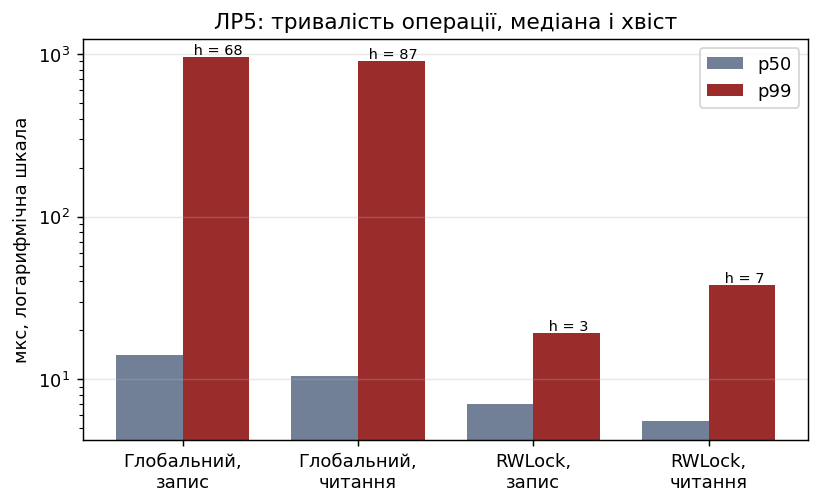 ЛР5: тривалість операції, медіана і хвіст
p50
p99
h = 68
h = 87
h = 3
h = 7
мкс, логарифмічна шкала
10³
10²
10¹
Глобальний,
запис
Глобальний,
читання
RWLock,
запис
RWLock,
читання